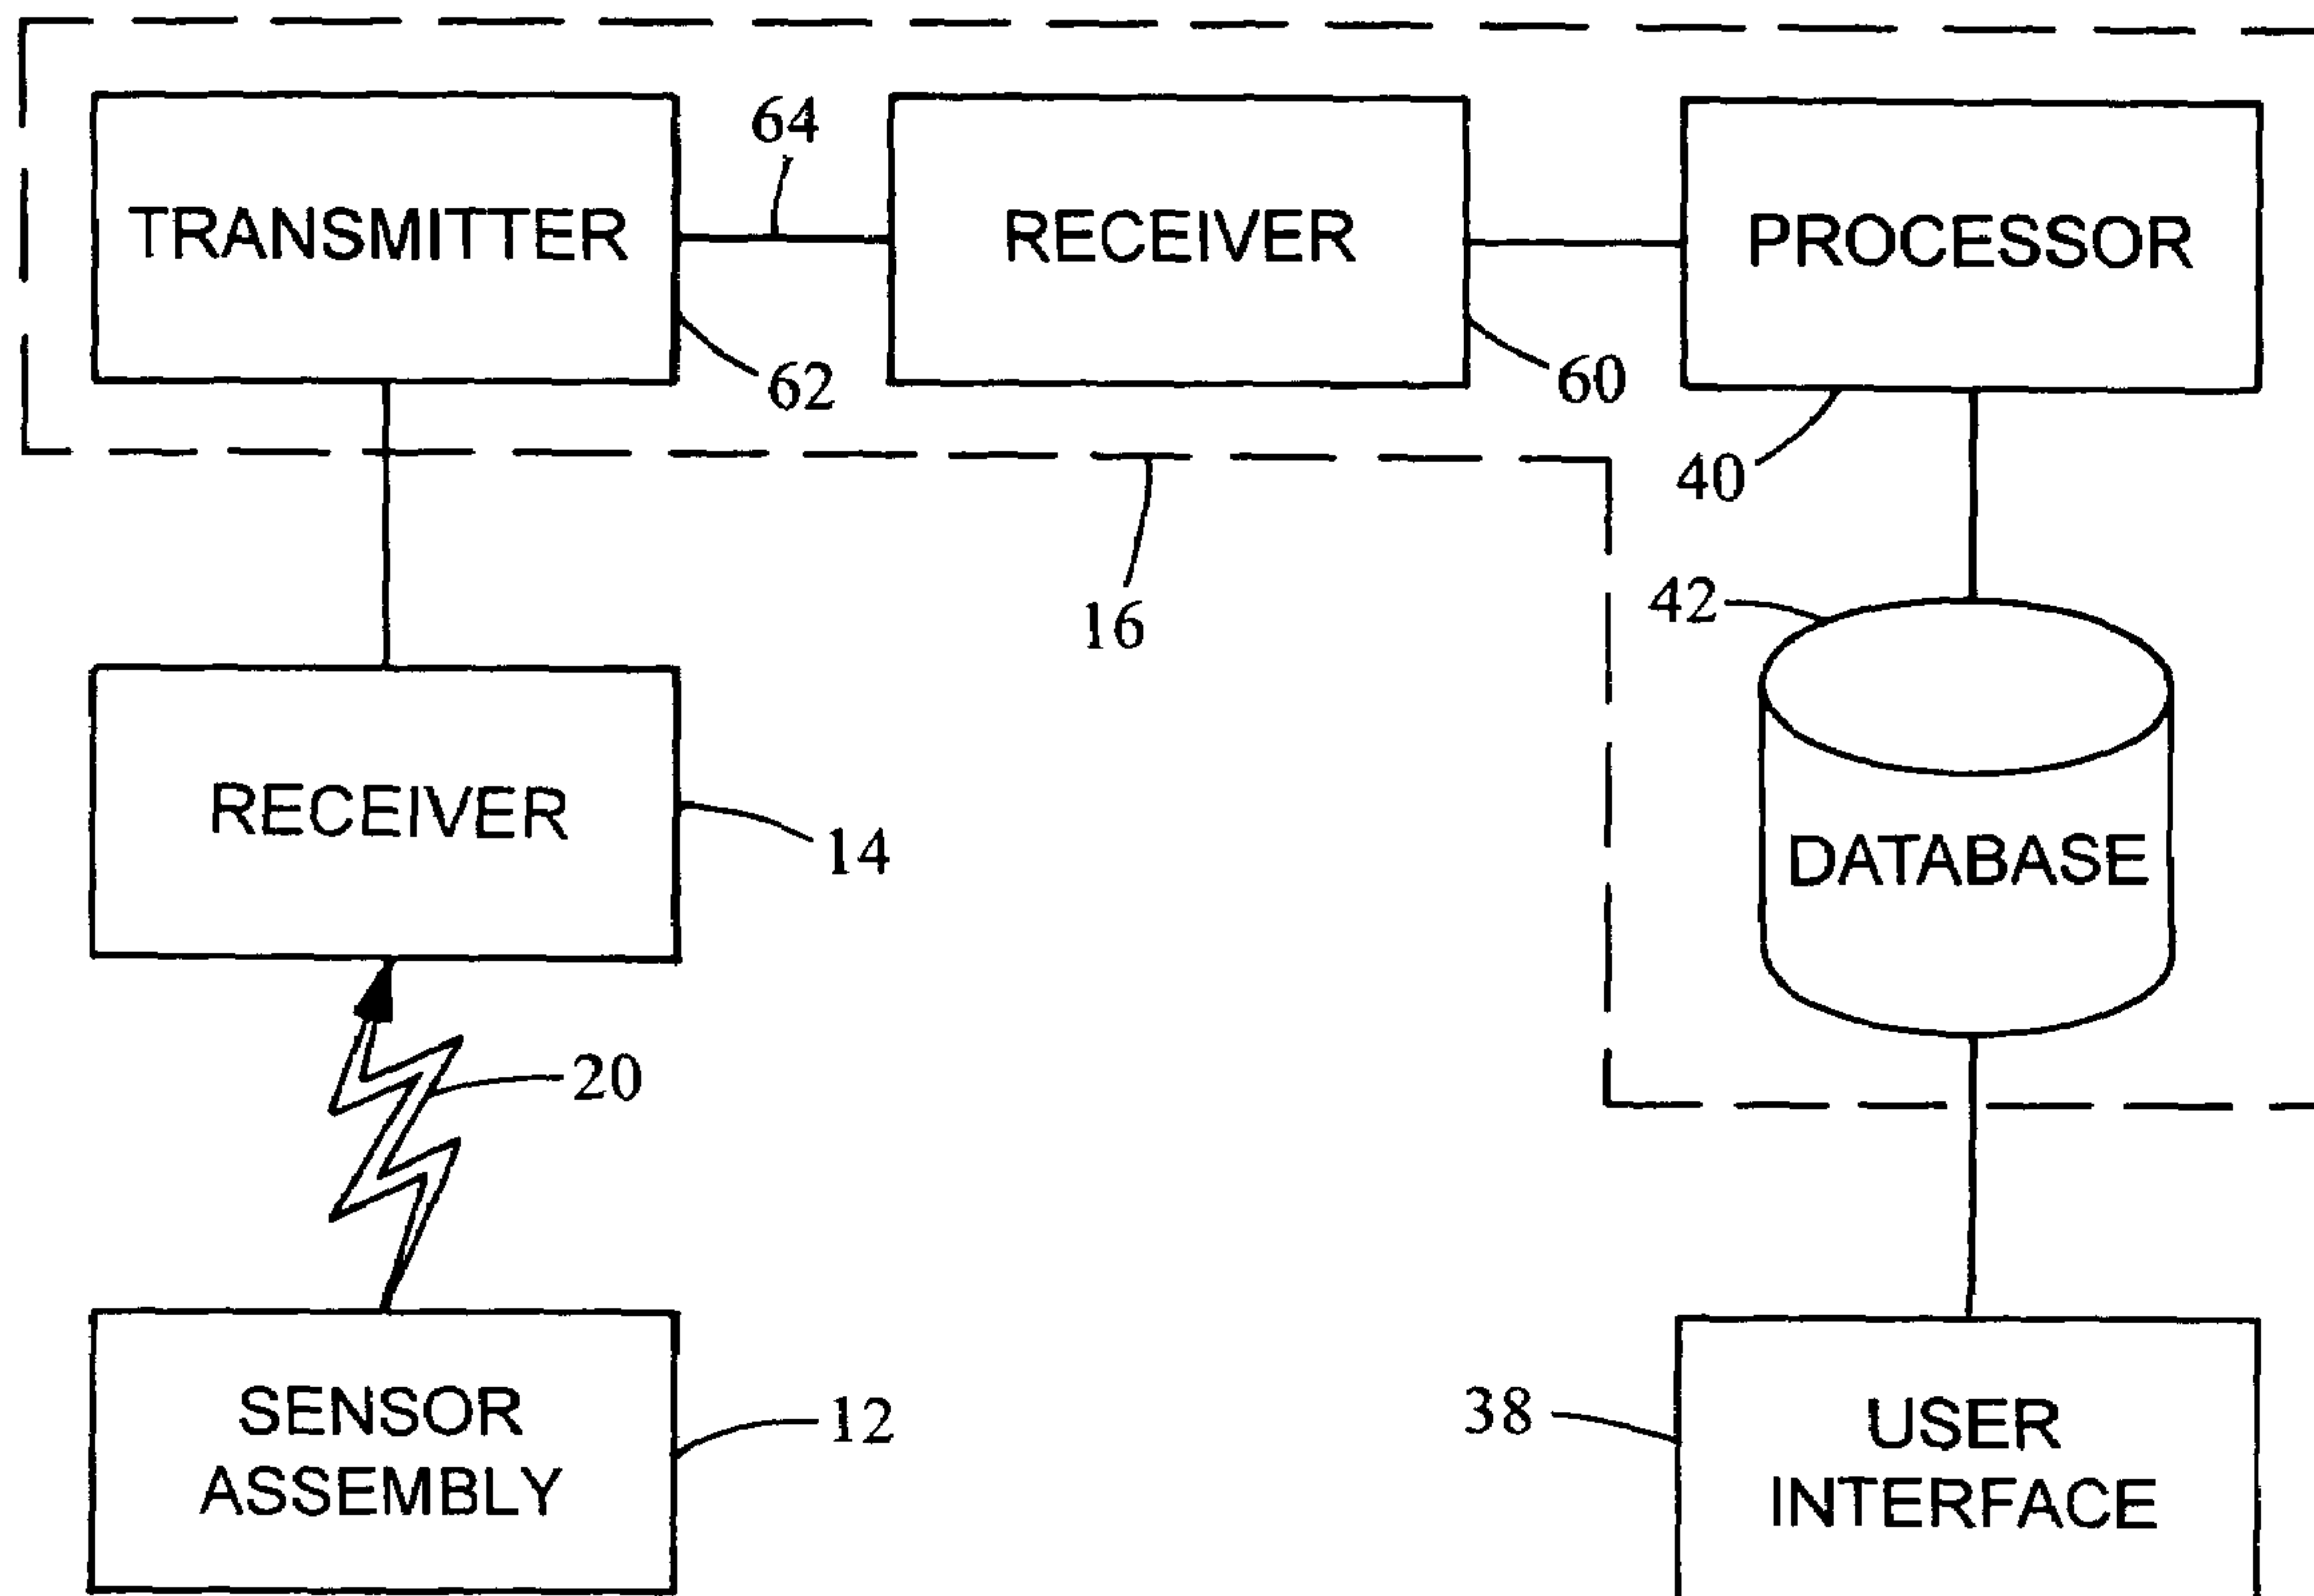 64
TRANSMITTER
RECEIVER
PROCESSOR
62
60
40
16
42
RECEIVER
14
DATABASE
20
SENSOR
ASSEMBLY
12
38
USER
INTERFACE